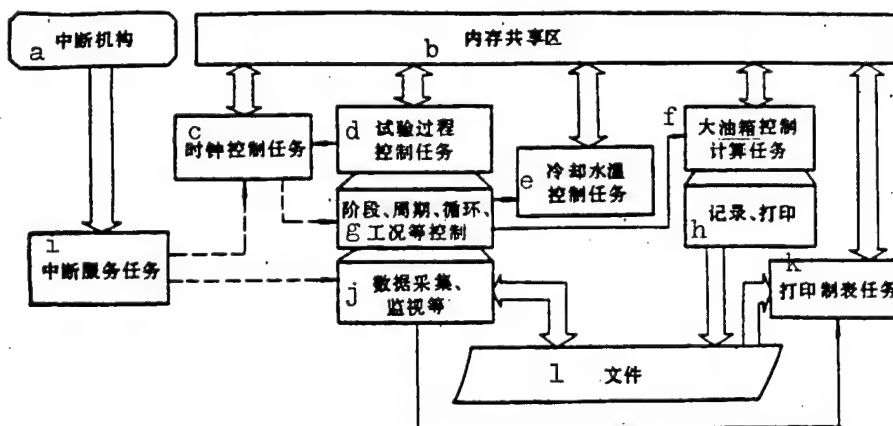 a 中断机构
b 内存共享区
c 时钟控制任务
d 试验过程
控制任务
e 冷却水温
控制任务
f 大油箱控制
计算任务
阶段、周期、循环、
g 工况等控制
h 记录、打印
i 中断服务任务
j 数据采集、
监视等
k 打印制表任务
l 文件